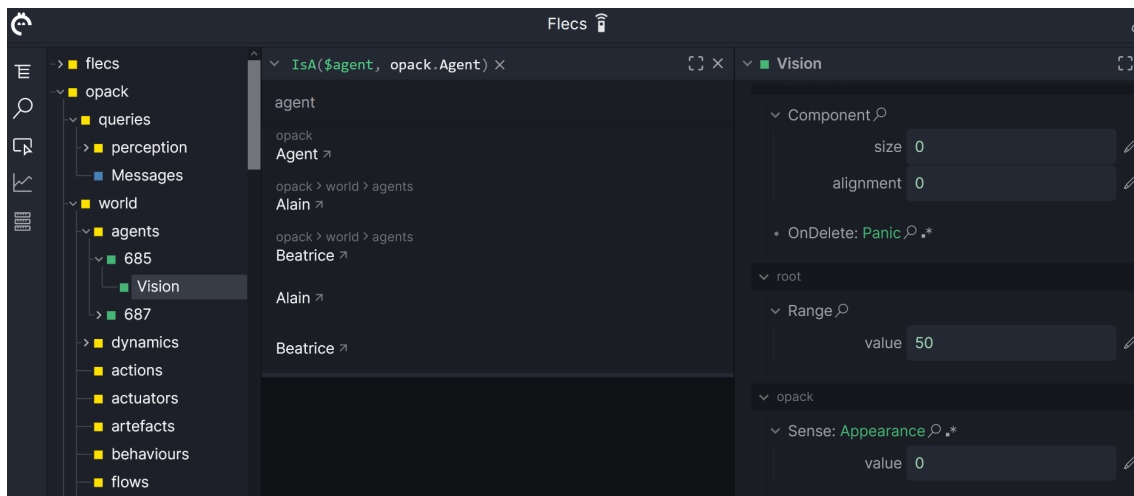 Flecs
flecs
opack
queries
perception
Messages
world
agents
685
Vision
687
dynamics
actions
actuators
artefacts
behaviours
flows
IsA($agent, opack.Agent)
agent
opack
Agent
opack > world > agents
Alain
opack > world > agents
Beatrice
Alain
Beatrice
Vision
Component
size 0
alignment 0
OnDelete: Panic
root
Range
value 50
opack
Sense: Appearance
value 0